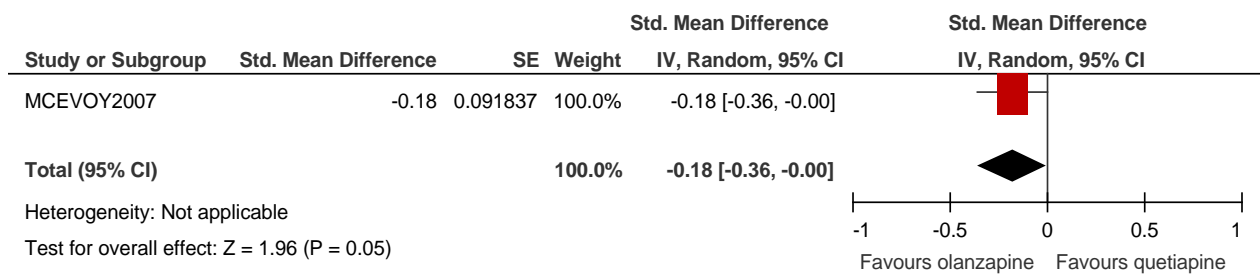 Std. Mean Difference Std. Mean Difference
Study or Subgroup Std. Mean Difference SE Weight IV, Random, 95% CI IV, Random, 95% CI
MCEVOY2007 -0.18 0.091837 100.0% -0.18 [-0.36, -0.00]
Total (95% CI) 100.0% -0.18 [-0.36, -0.00]
Heterogeneity: Not applicable
Test for overall effect: Z = 1.96 (P = 0.05)
-1 -0.5 0 0.5 1
Favours olanzapine Favours quetiapine